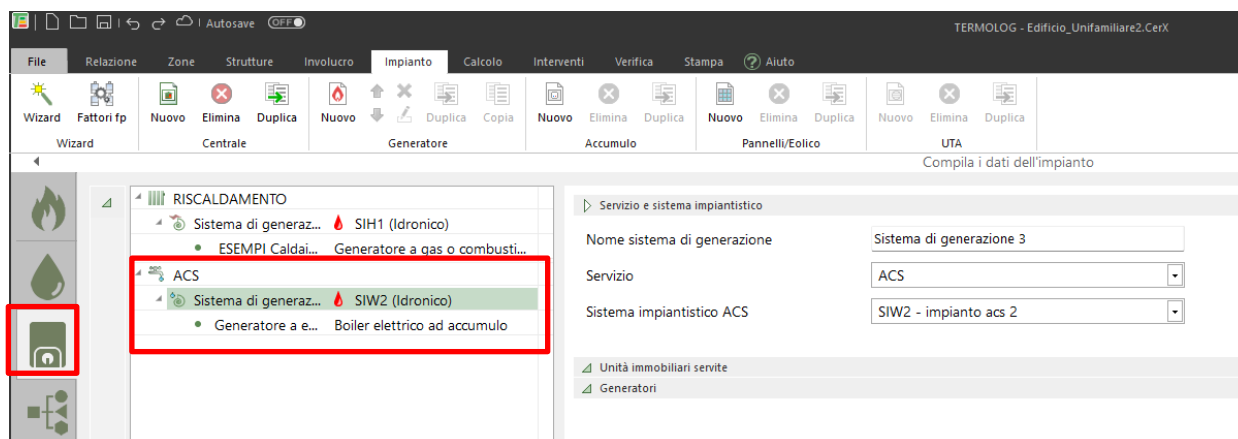 Autosave OFF
TERMOLOG - Edificio_Unifamiliare2.CerX
File Relazione Zone Strutture Involucro Impianto Calcolo Interventi Verifica Stampa ? Aiuto
Wizard Fattori fp Nuovo Elimina Duplica Nuovo Duplica Copia Nuovo Elimina Duplica Nuovo Elimina Duplica Nuovo Elimina Duplica
Wizard Centrale Generatore Accumulo Pannelli/Eolico UTA
Compila i dati dell'impianto
RISCALDAMENTO
Sistema di generaz... SIH1 (Idronico)
ESEMPI Caldai... Generatore a gas o combusti...
ACS
Sistema di generaz... SIW2 (Idronico)
Generatore a e... Boiler elettrico ad accumulo
Servizio e sistema impiantistico
Nome sistema di generazione Sistema di generazione 3
Servizio ACS
Sistema impiantistico ACS SIW2 - impianto acs 2
Unità immobiliari servite
Generatori